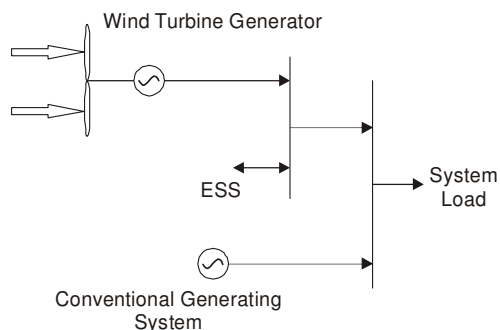 Wind Turbine Generator
ESS
System
Load
Conventional Generating
System